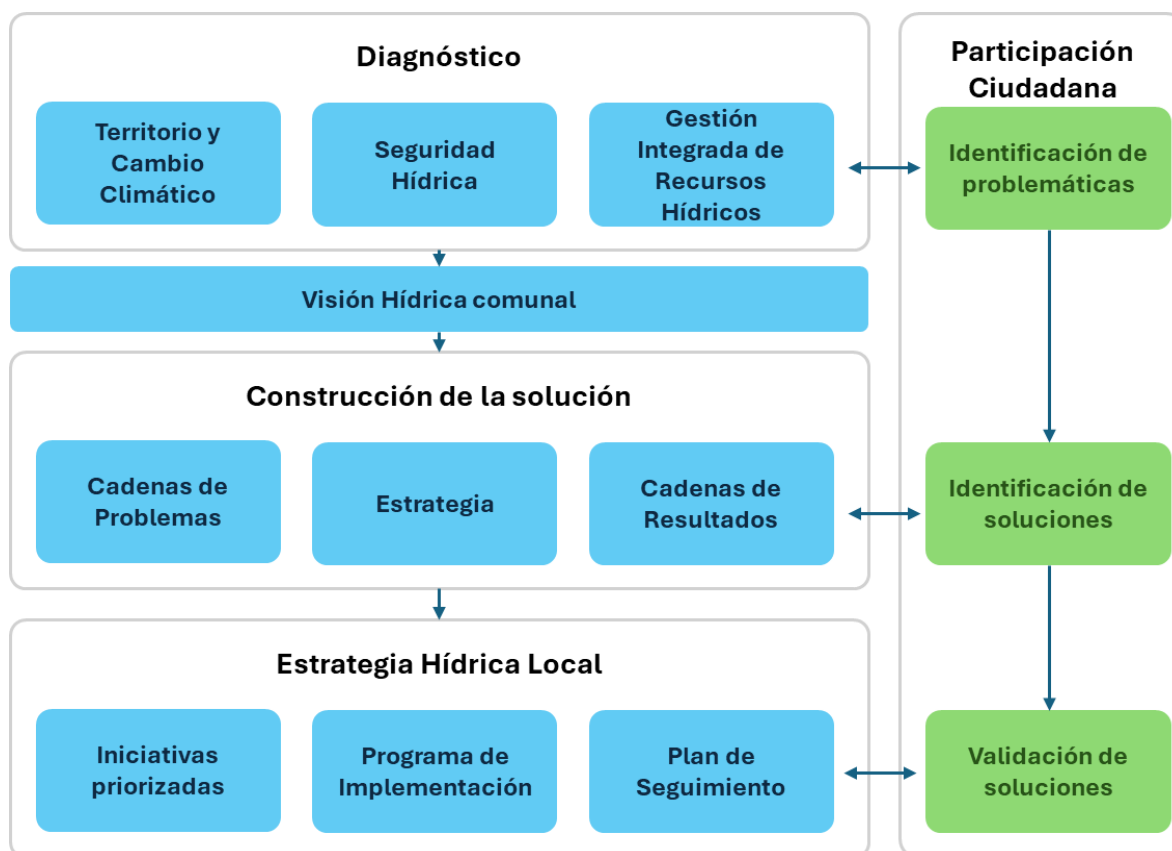 Diagnóstico
Territorio y
Cambio
Climático
Seguridad
Hídrica
Gestión
Integrada de
Recursos
Hídricos
Visión Hídrica comunal
Construcción de la solución
Cadenas de
Problemas
Estrategia
Cadenas de
Resultados
Estrategia Hídrica Local
Iniciativas
priorizadas
Programa de
Implementación
Plan de
Seguimiento
Participación
Ciudadana
Identificación de
problemáticas
Identificación de
soluciones
Validación de
soluciones